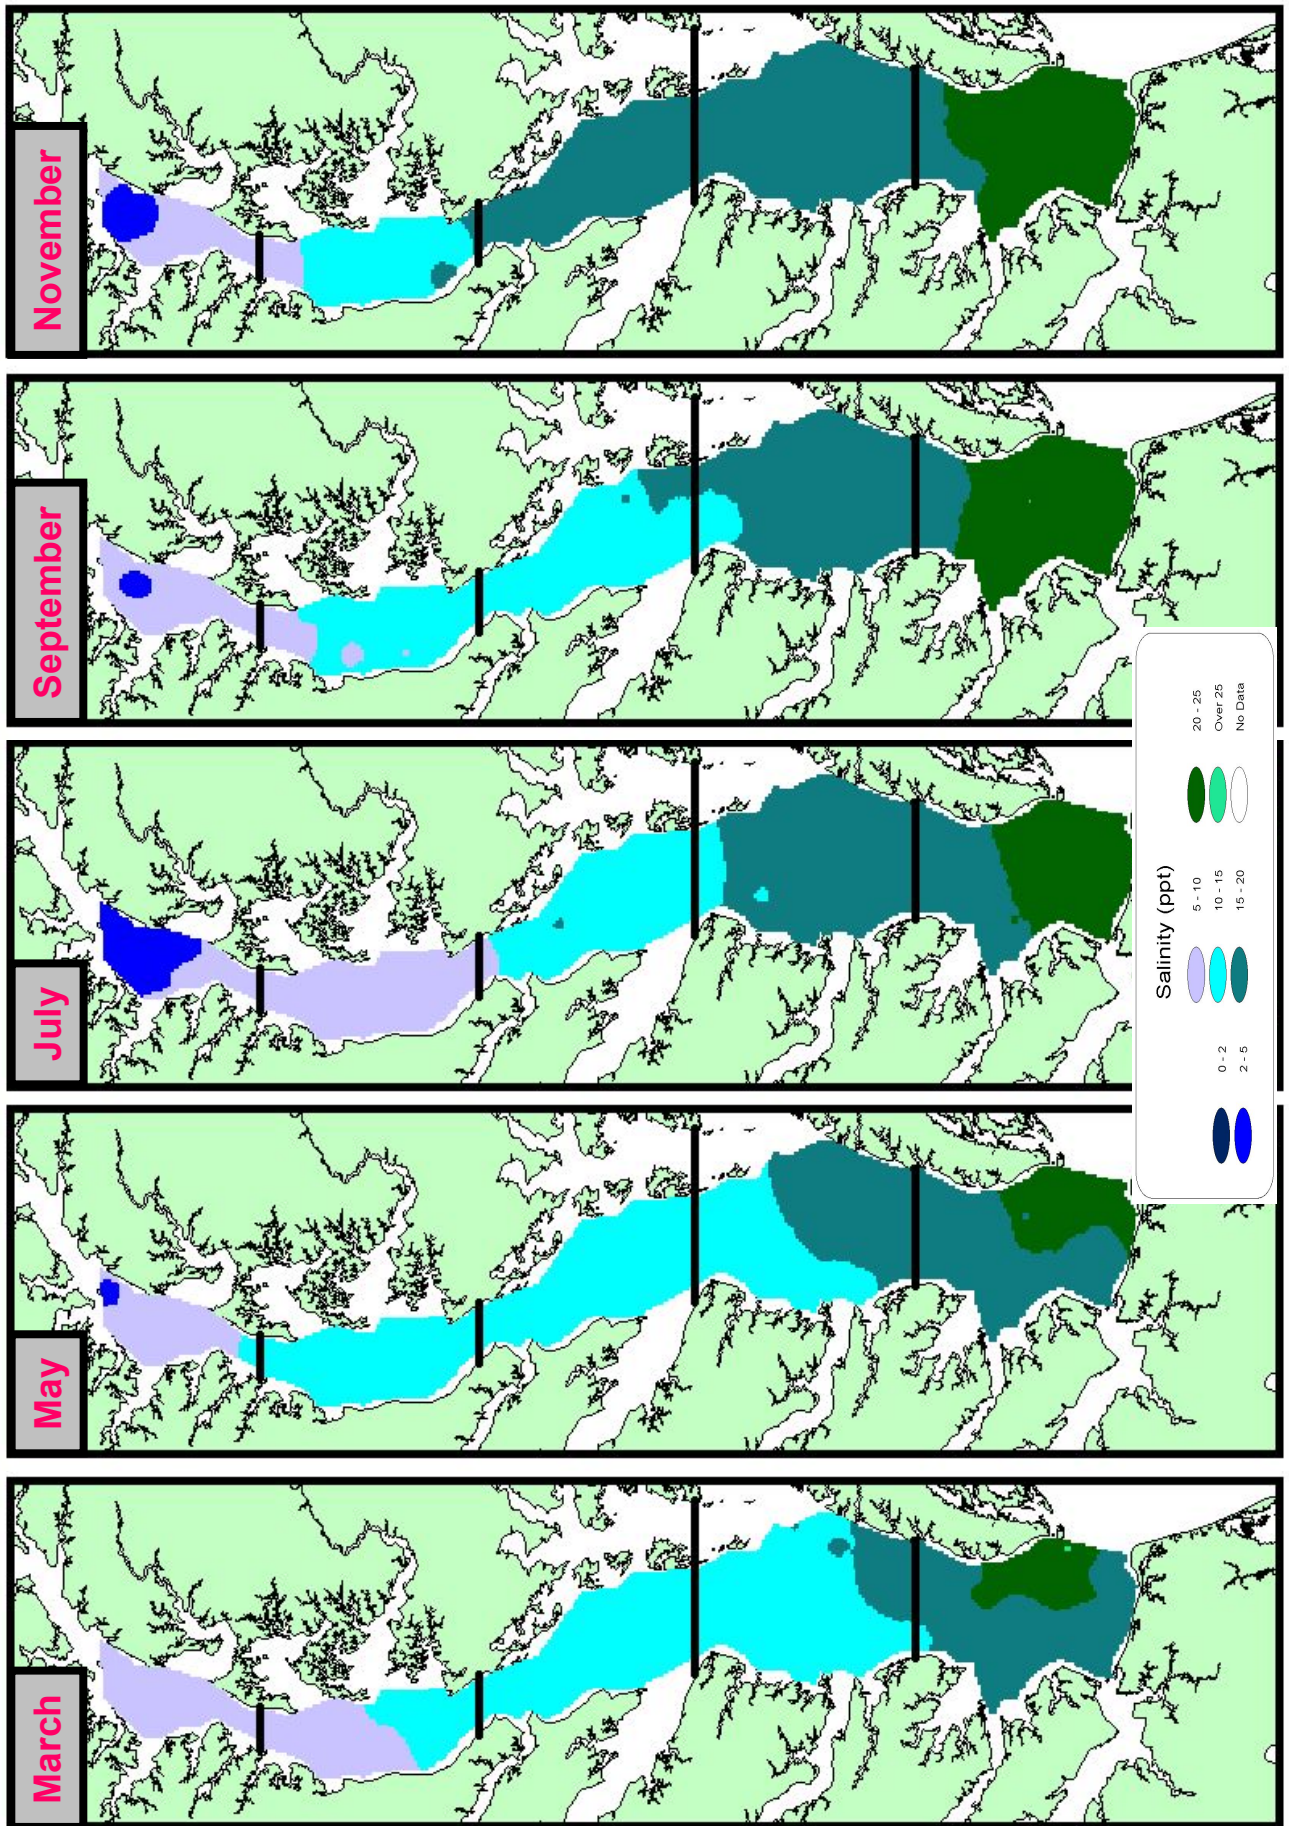 March
May
July
September
November
Salinity (ppt)
0 - 2
2 - 5
5 - 10
10 - 15
15 - 20
20 - 25
Over 25
No Data